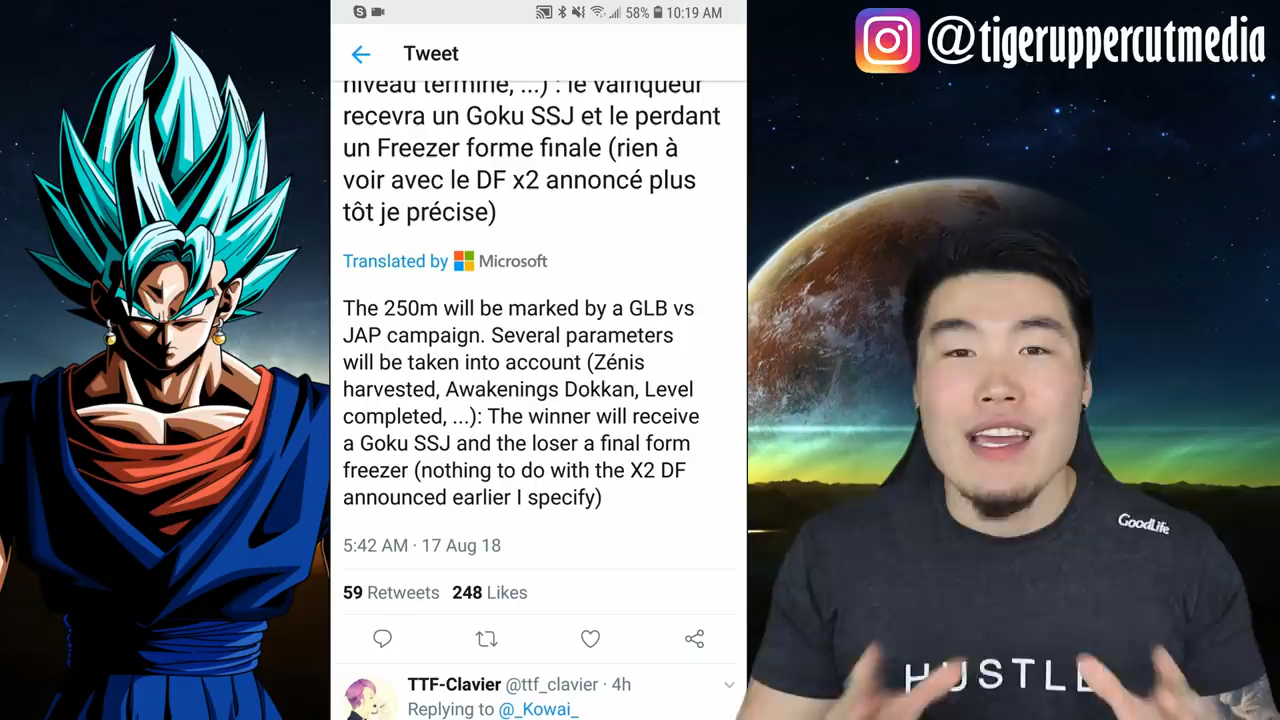 58% 10:19 AM
@tigeruppercutmedia
Tweet
niveau terminé, ...) : le vainqueur
recevra un Goku SSJ et le perdant
un Freezer forme finale (rien à
voir avec le DF x2 annoncé plus
tôt je précise)
Translated by Microsoft
The 250m will be marked by a GLB vs
JAP campaign. Several parameters
will be taken into account (Zénis
harvested, Awakenings Dokkan, Level
completed, ...): The winner will receive
a Goku SSJ and the loser a final form
freezer (nothing to do with the X2 DF
announced earlier I specify)
5:42 AM · 17 Aug 18
59 Retweets 248 Likes
TTF-Clavier @ttf_clavier · 4h
Replying to @_Kowai_
GoodLife
HUSTLE